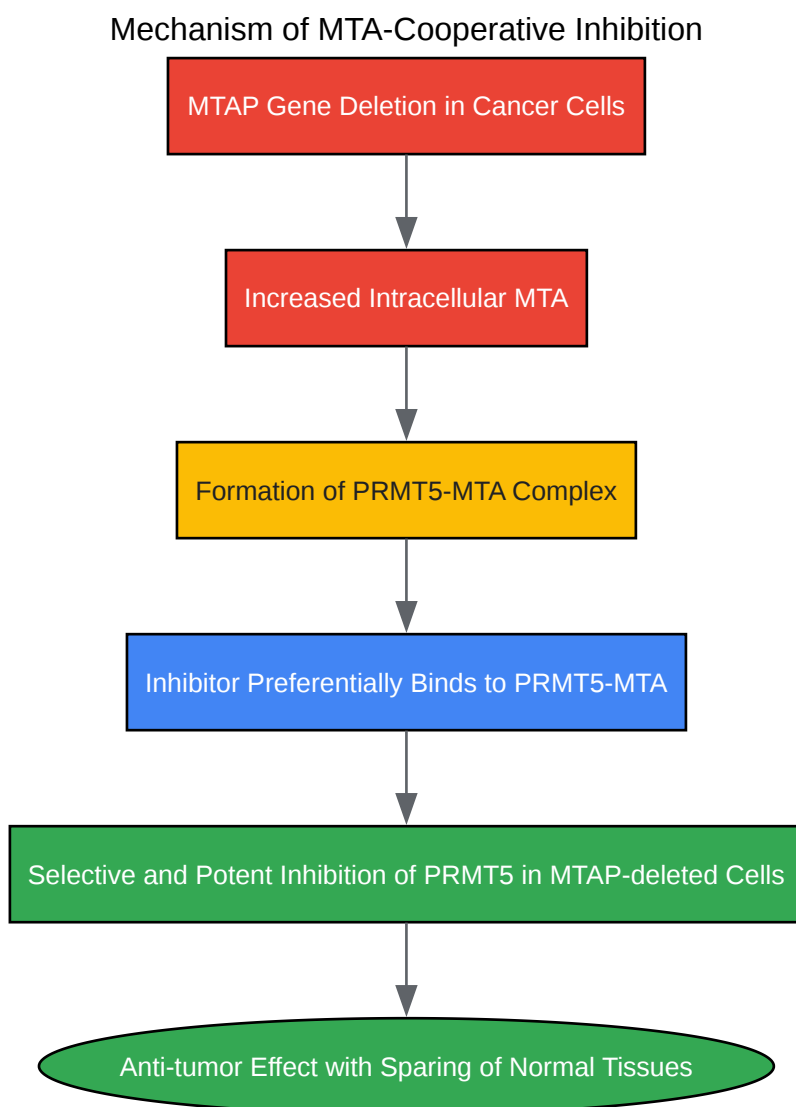 Mechanism of MTA-Cooperative Inhibition
MTAP Gene Deletion in Cancer Cells
Increased Intracellular MTA
Formation of PRMT5-MTA Complex
Inhibitor Preferentially Binds to PRMT5-MTA
Selective and Potent Inhibition of PRMT5 in MTAP-deleted Cells
Anti-tumor Effect with Sparing of Normal Tissues